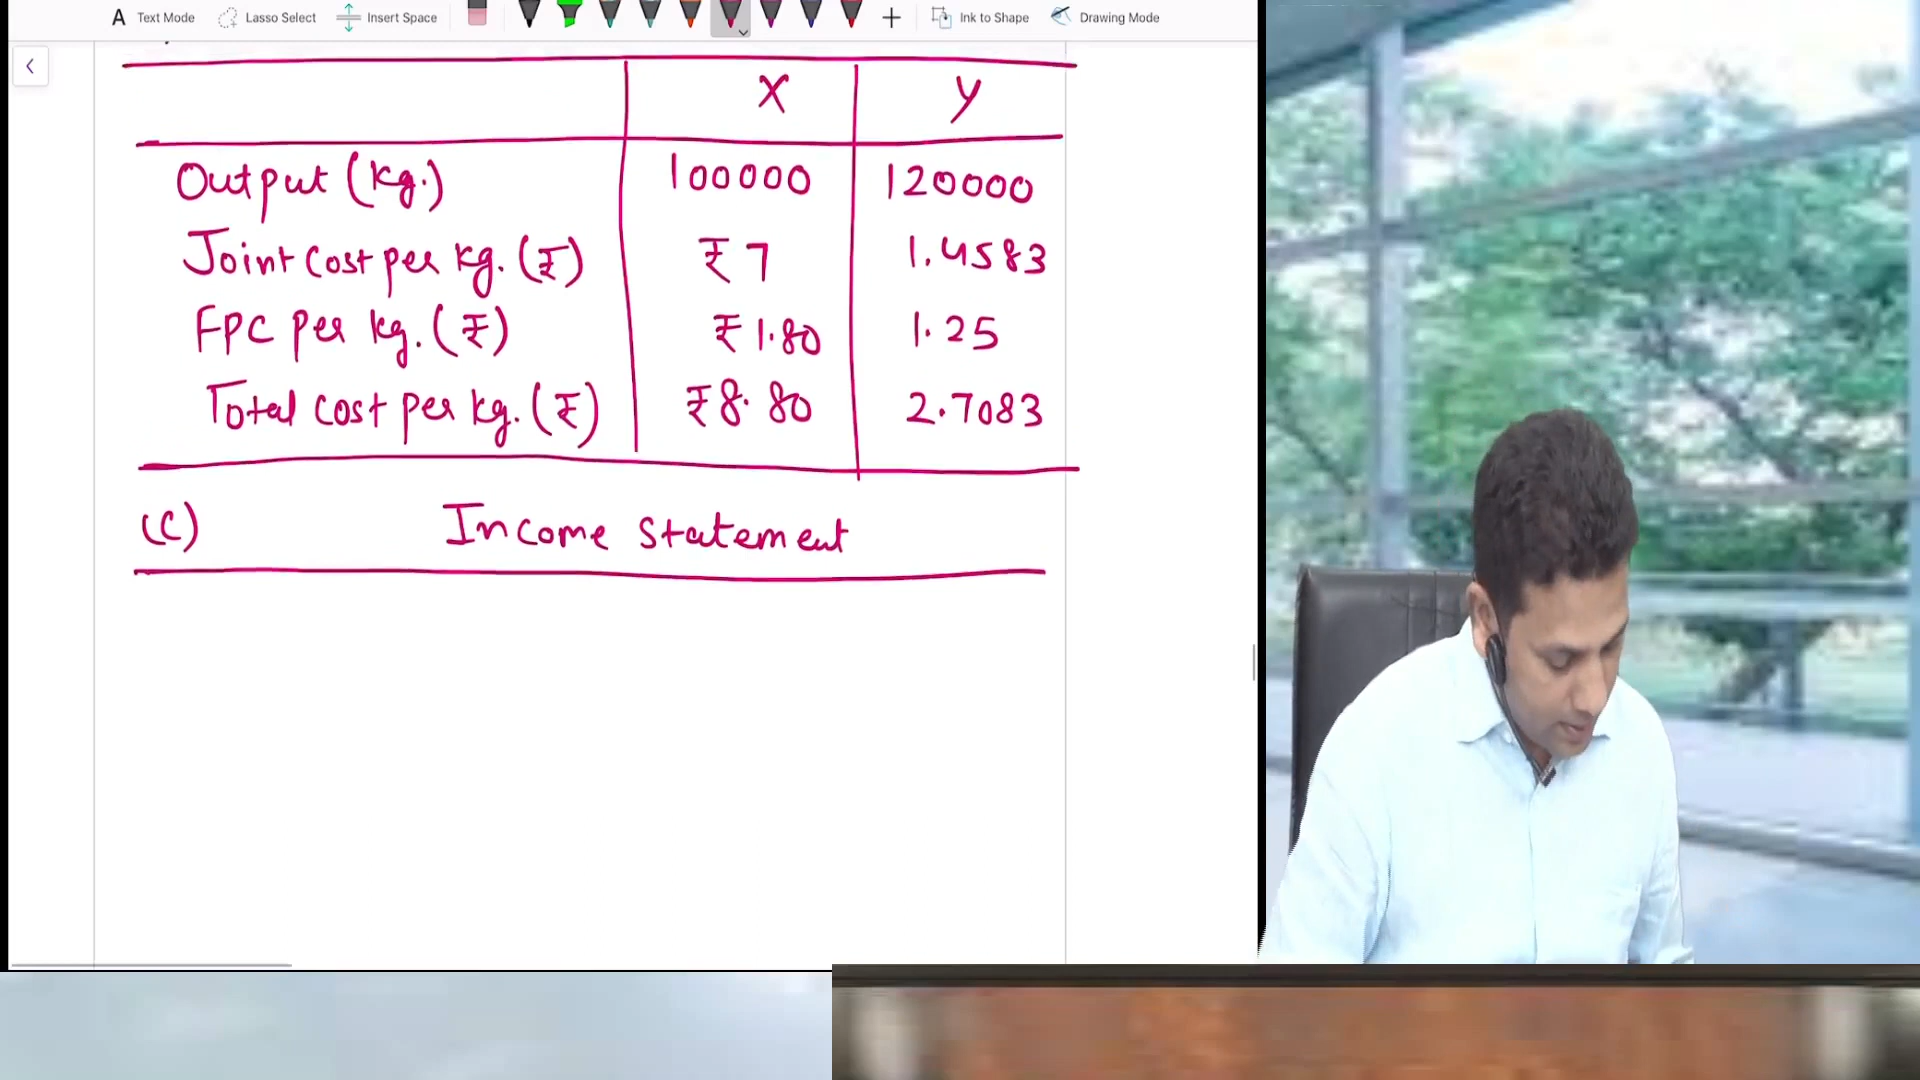 A Text Mode Lasso Select Insert Space Ink to Shape Drawing Mode
X Y
Output (kg.) 100000 120000
Joint cost per kg. (₹) ₹7 1.4583
FPC per kg. (₹) ₹1.80 1.25
Total cost per kg. (₹) ₹8.80 2.7083
(C) Income statement